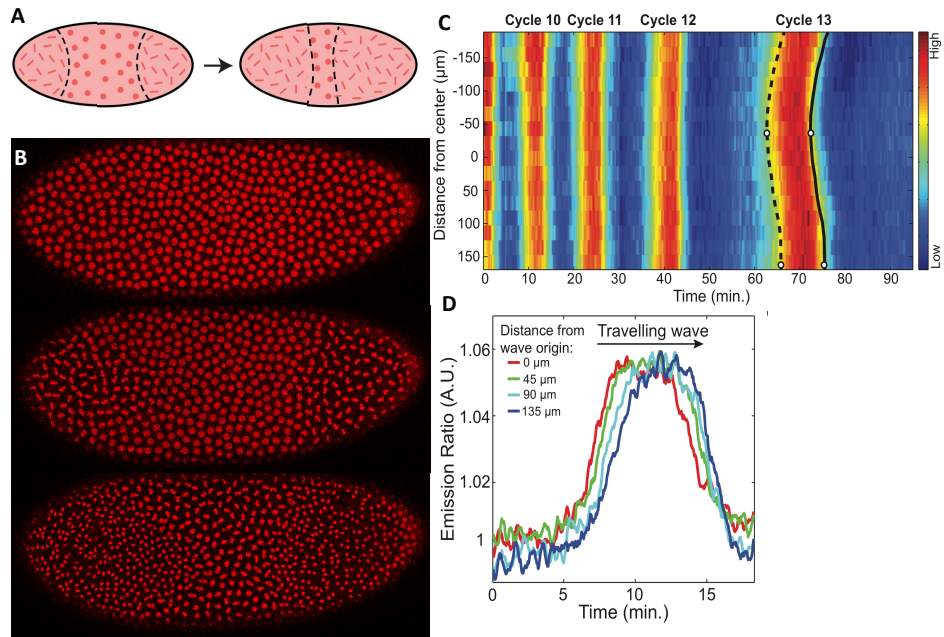 A
B
C
Cycle 10 Cycle 11 Cycle 12 Cycle 13
Distance from center (µm)
-150
-100
-50
0
50
100
150
0 10 20 30 40 50 60 70 80 90
Time (min.)
High
Low
D
Emission Ratio (A.U.)
1.06
1.04
1.02
1
Distance from
wave origin:
0 µm
45 µm
90 µm
135 µm
Travelling wave
0 5 10 15
Time (min.)